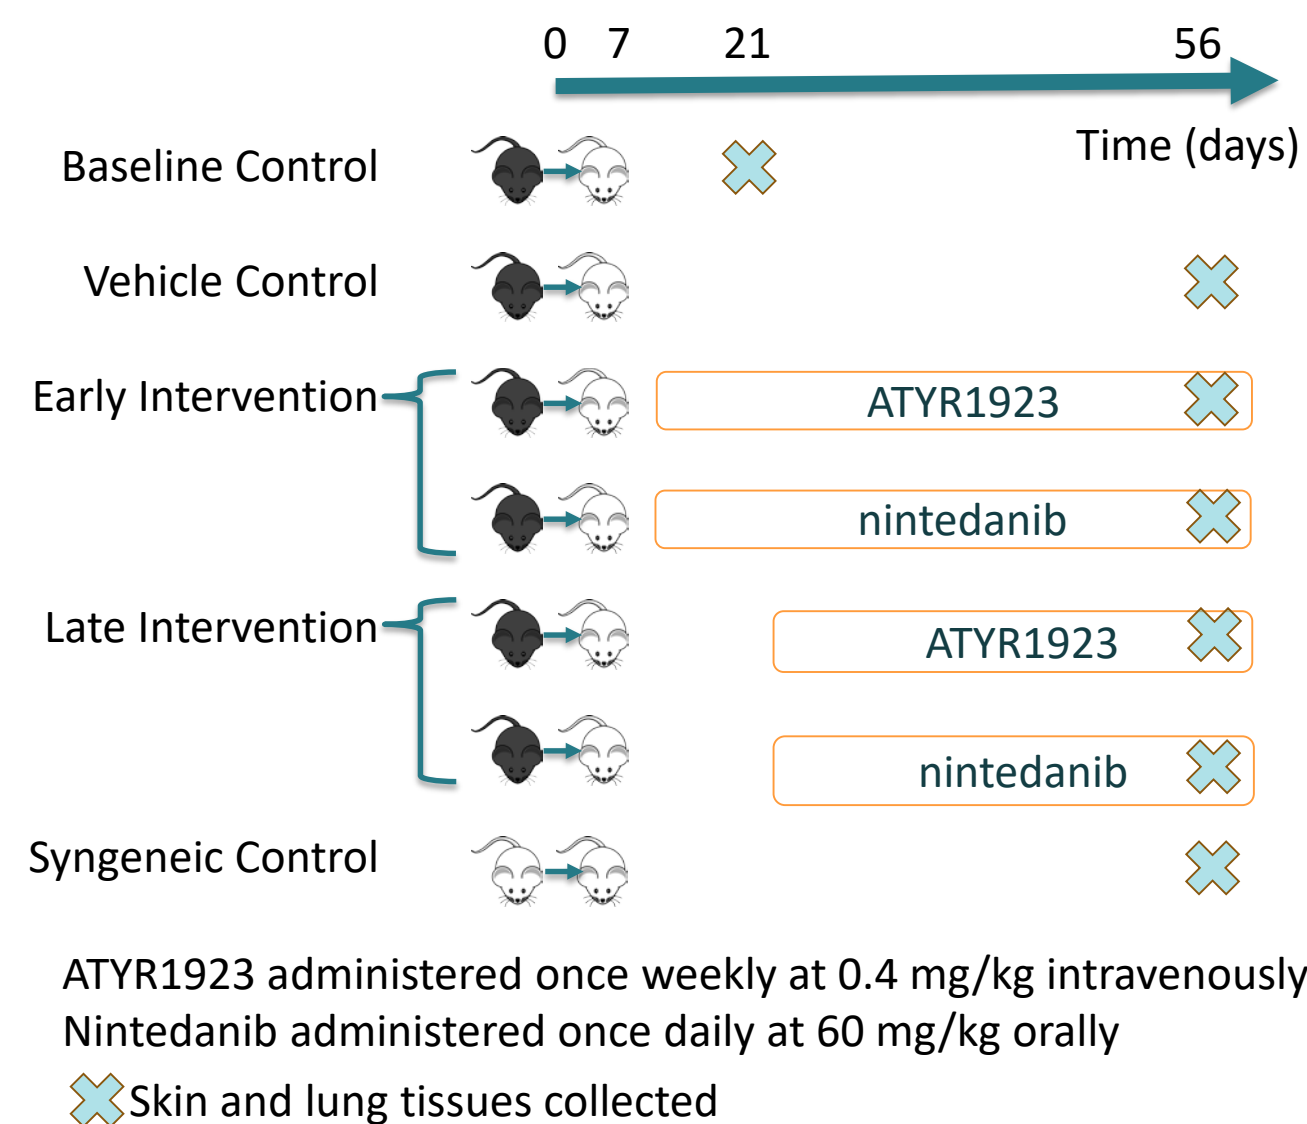 0 7 21 56
Time (days)
Baseline Control
Vehicle Control
Early Intervention
ATYR1923
nintedanib
Late Intervention
ATYR1923
nintedanib
Syngeneic Control
ATYR1923 administered once weekly at 0.4 mg/kg intravenously
Nintedanib administered once daily at 60 mg/kg orally
Skin and lung tissues collected